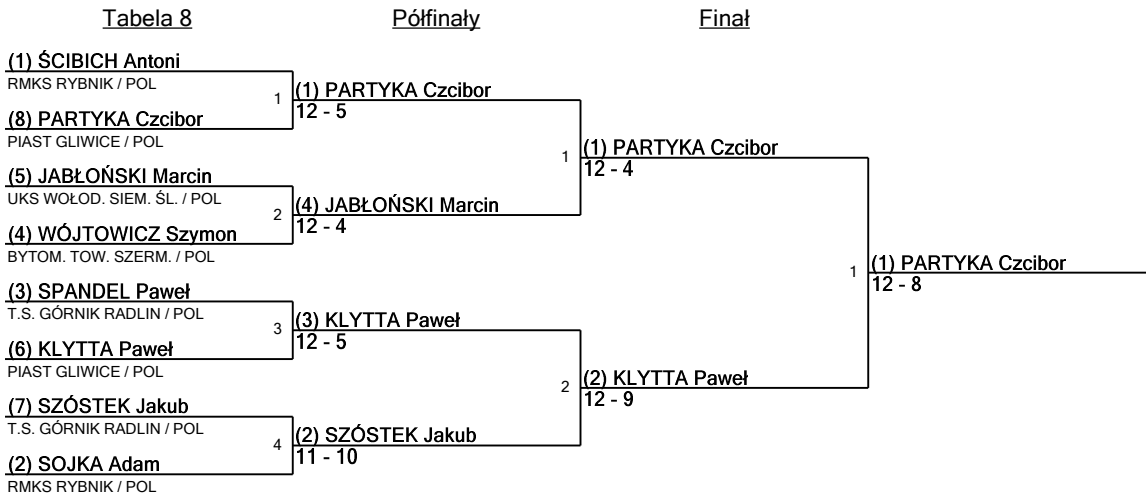 Tabela 8
Półfinały
Finał
(1) ŚCIBICH Antoni
RMKS RYBNIK / POL
1
(8) PARTYKA Czcibor
PIAST GLIWICE / POL
(5) JABŁOŃSKI Marcin
UKS WOŁOD. SIEM. ŚL. / POL
2
(4) WÓJTOWICZ Szymon
BYTOM. TOW. SZERM. / POL
(3) SPANDEL Paweł
T.S. GÓRNIK RADLIN / POL
3
(6) KLYTTA Paweł
PIAST GLIWICE / POL
(7) SZÓSTEK Jakub
T.S. GÓRNIK RADLIN / POL
4
(2) SOJKA Adam
RMKS RYBNIK / POL
(1) PARTYKA Czcibor
12 - 5
1
(4) JABŁOŃSKI Marcin
12 - 4
(3) KLYTTA Paweł
12 - 5
2
(2) SZÓSTEK Jakub
11 - 10
(1) PARTYKA Czcibor
12 - 4
1
(2) KLYTTA Paweł
12 - 9
(1) PARTYKA Czcibor
12 - 8